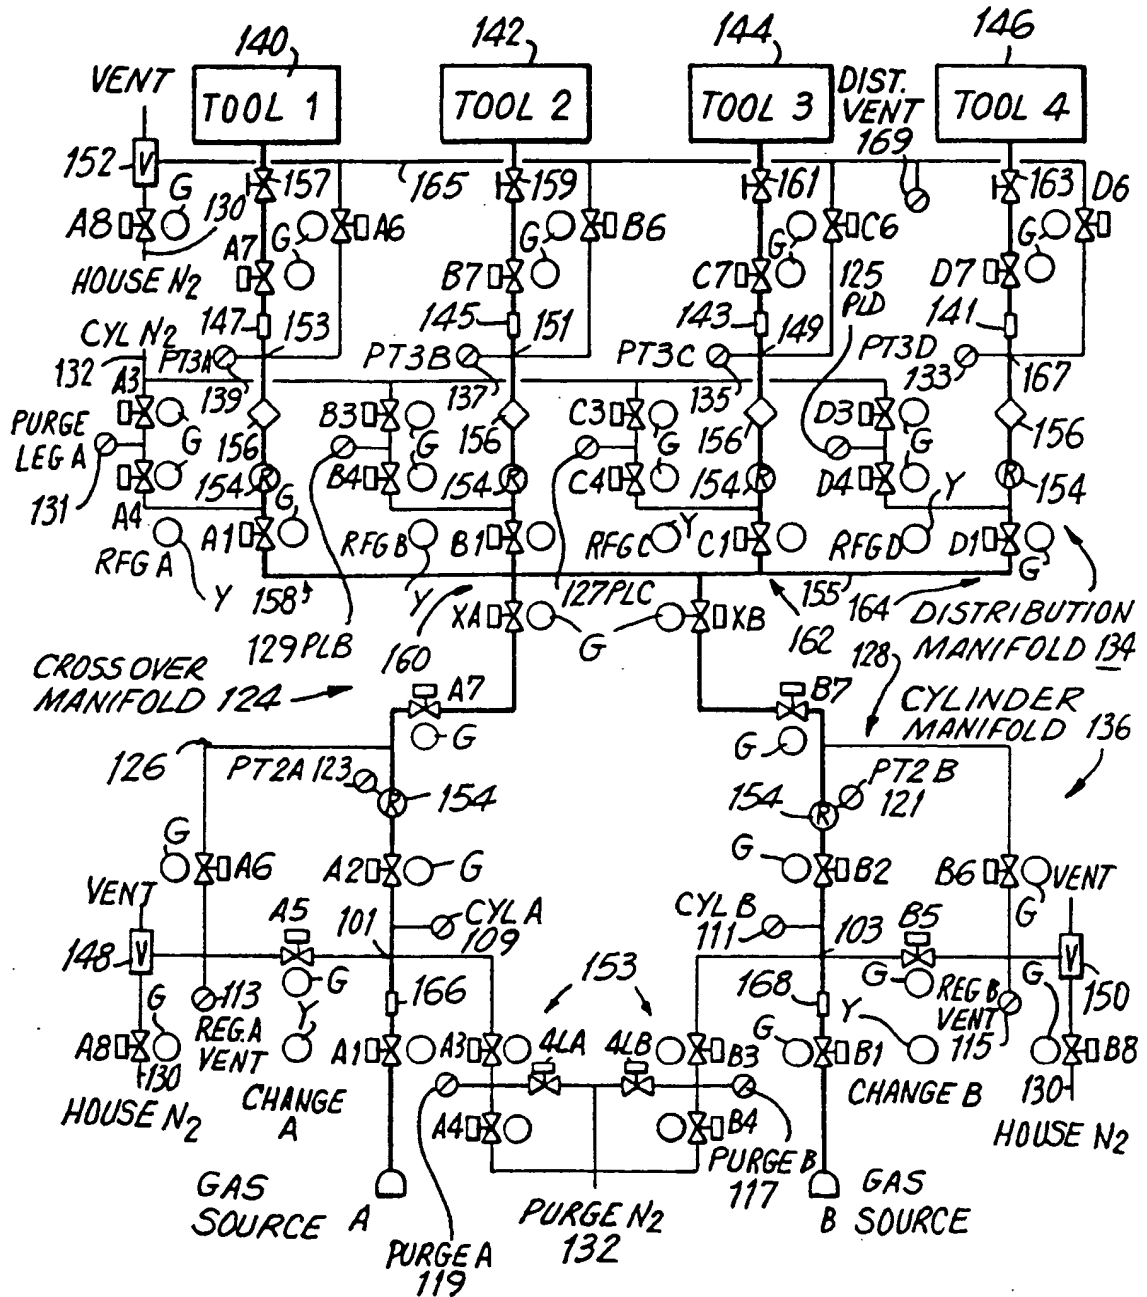 140
142
144
146
VENT
TOOL 1
TOOL 2
TOOL 3
DIST.
VENT
169
TOOL 4
152
V
157
165
159
161
163
D6
A8
G
130
A7
G
A6
B7
G
B6
C7
G
C6
125
PLD
D7
G
HOUSE N2
CYL N2
132
147
153
145
151
143
149
141
PT3A
139
PT3B
137
PT3C
135
PT3D
133
167
A3
G
B3
G
C3
G
D3
G
PURGE
LEG A
131
156
156
156
156
G
154
R
B4
154
R
C4
154
R
D4
Y
R
154
A4
RFG A
Y
A1
G
RFG B
Y
B1
RFG C
Y
C1
RFG D
D1
G
158
129 PLB
160
127 PLC
155
162
164
DISTRIBUTION
MANIFOLD 134
XA
G
XB
CROSS OVER
MANIFOLD 124
A7
G
B7
G
128
CYLINDER
MANIFOLD
136
126
PT2A 123
R
154
154
R
PT2 B
121
G
A6
A2
G
G
B2
B6
G
VENT
VENT
148
V
A5
G
101
CYL A
109
CYL B
111
103
B5
G
V
150
113
REG.A
VENT
166
153
168
REG B
VENT
115
G
A8
130
HOUSE N2
Y
CHANGE
A
A1
A3
4LA
4LB
B3
G
B1
Y
CHANGE B
G
B8
130
HOUSE N2
A4
B4
PURGE B
117
GAS
SOURCE A
PURGE A
119
PURGE N2
132
B
GAS
SOURCE